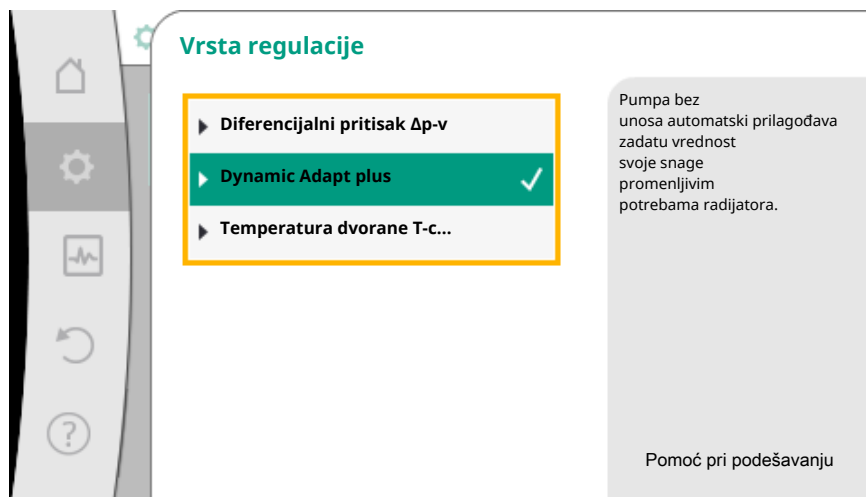 Vrsta regulacije
Diferencijalni pritisak Δp-v
Dynamic Adapt plus
Temperatura dvorane T-c...
Pumpa bez
unosa automatski prilagođava
zadatu vrednost
svoje snage
promenljivim
potrebama radijatora.
Pomoć pri podešavanju